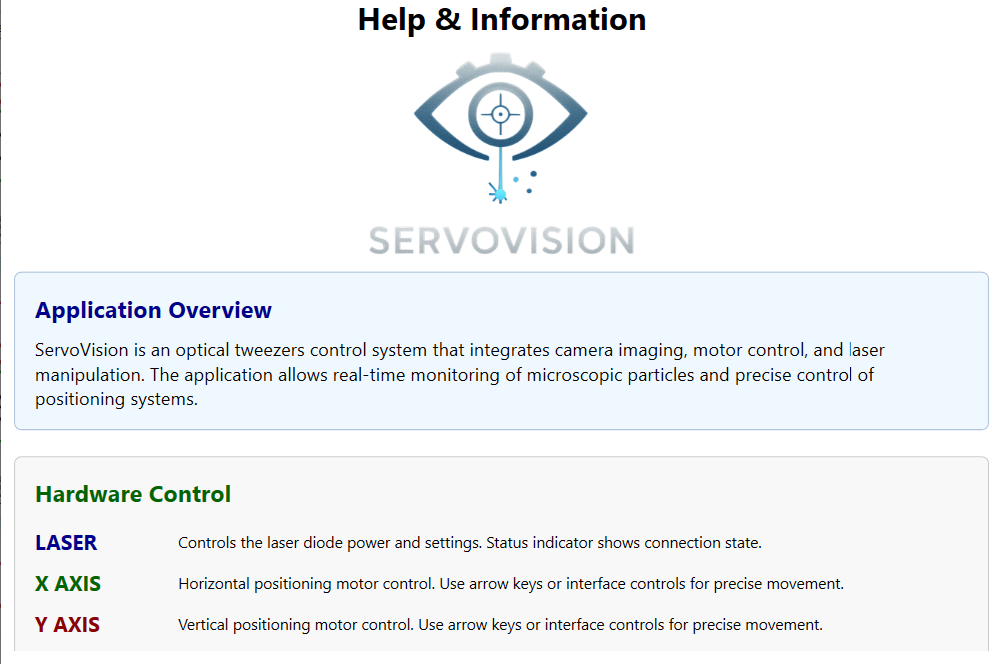 Help & Information
SERVOVISION
Application Overview
ServoVision is an optical tweezers control system that integrates camera imaging, motor control, and laser
manipulation. The application allows real-time monitoring of microscopic particles and precise control of
positioning systems.
Hardware Control
LASER Controls the laser diode power and settings. Status indicator shows connection state.
X AXIS Horizontal positioning motor control. Use arrow keys or interface controls for precise movement.
Y AXIS Vertical positioning motor control. Use arrow keys or interface controls for precise movement.